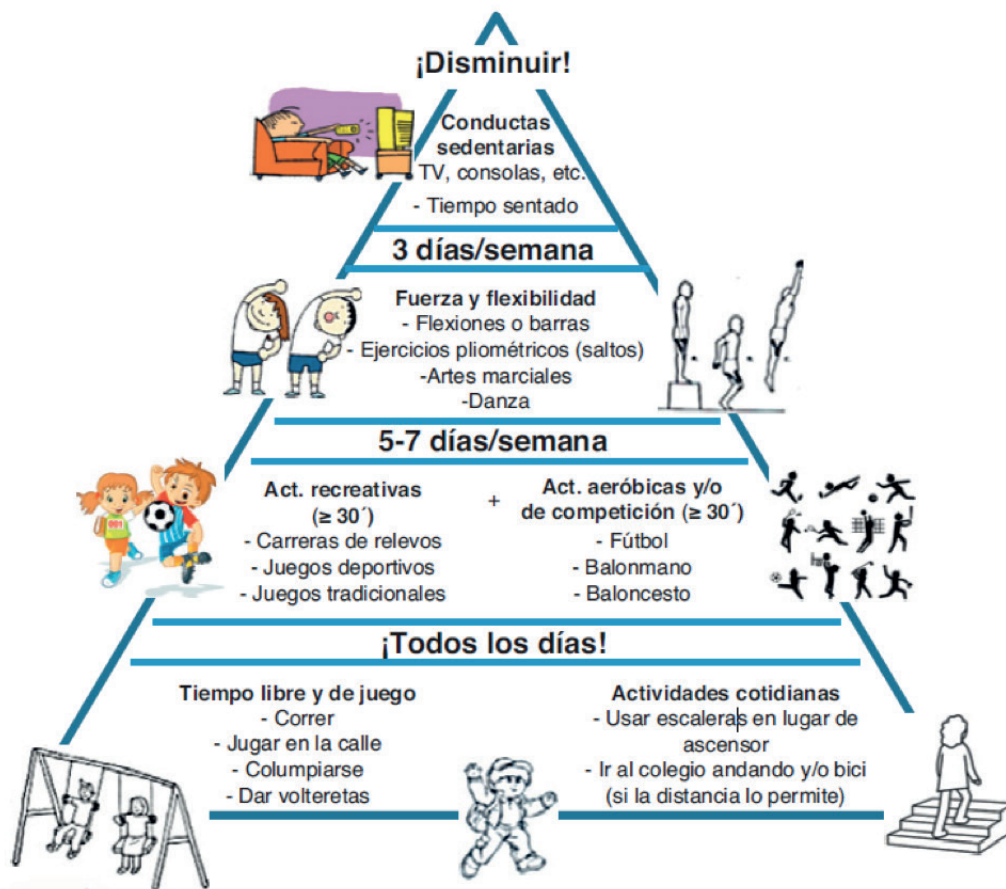 ¡Disminuir!
Conductas
sedentarias
TV, consolas, etc.
- Tiempo sentado
3 días/semana
Fuerza y flexibilidad
- Flexiones o barras
- Ejercicios pliométricos (saltos)
-Artes marciales
-Danza
5-7 días/semana
Act. recreativas
(≥ 30´)
- Carreras de relevos
- Juegos deportivos
- Juegos tradicionales
+
Act. aeróbicas y/o
de competición (≥ 30´)
- Fútbol
- Balonmano
- Baloncesto
001
¡Todos los días!
Tiempo libre y de juego
- Correr
- Jugar en la calle
- Columpiarse
- Dar volteretas
Actividades cotidianas
- Usar escaleras en lugar de
ascensor
- Ir al colegio andando y/o bici
(si la distancia lo permite)